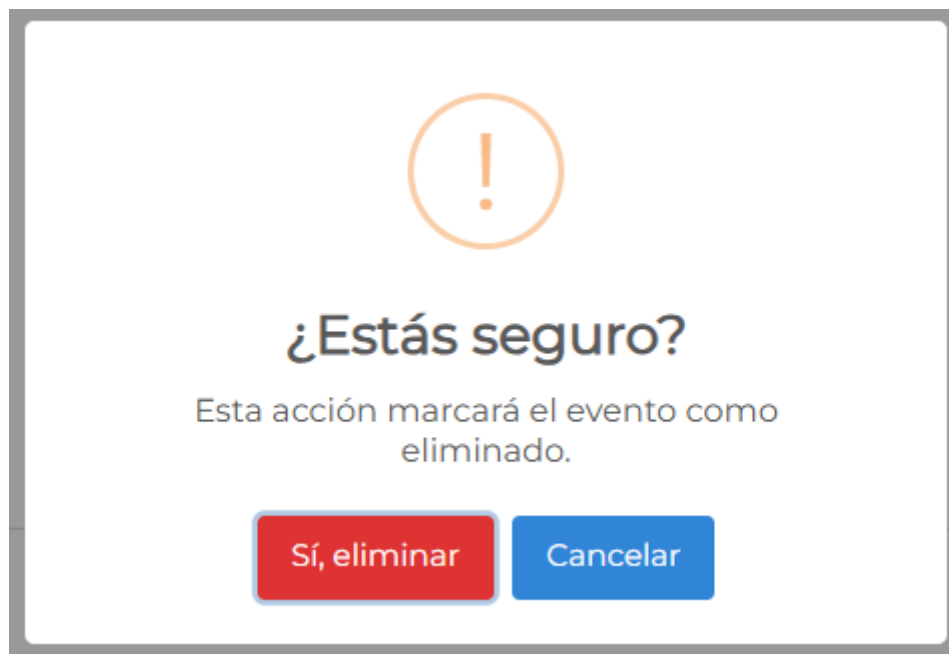 !
¿Estás seguro?
Esta acción marcará el evento como
eliminado.
Sí, eliminar
Cancelar